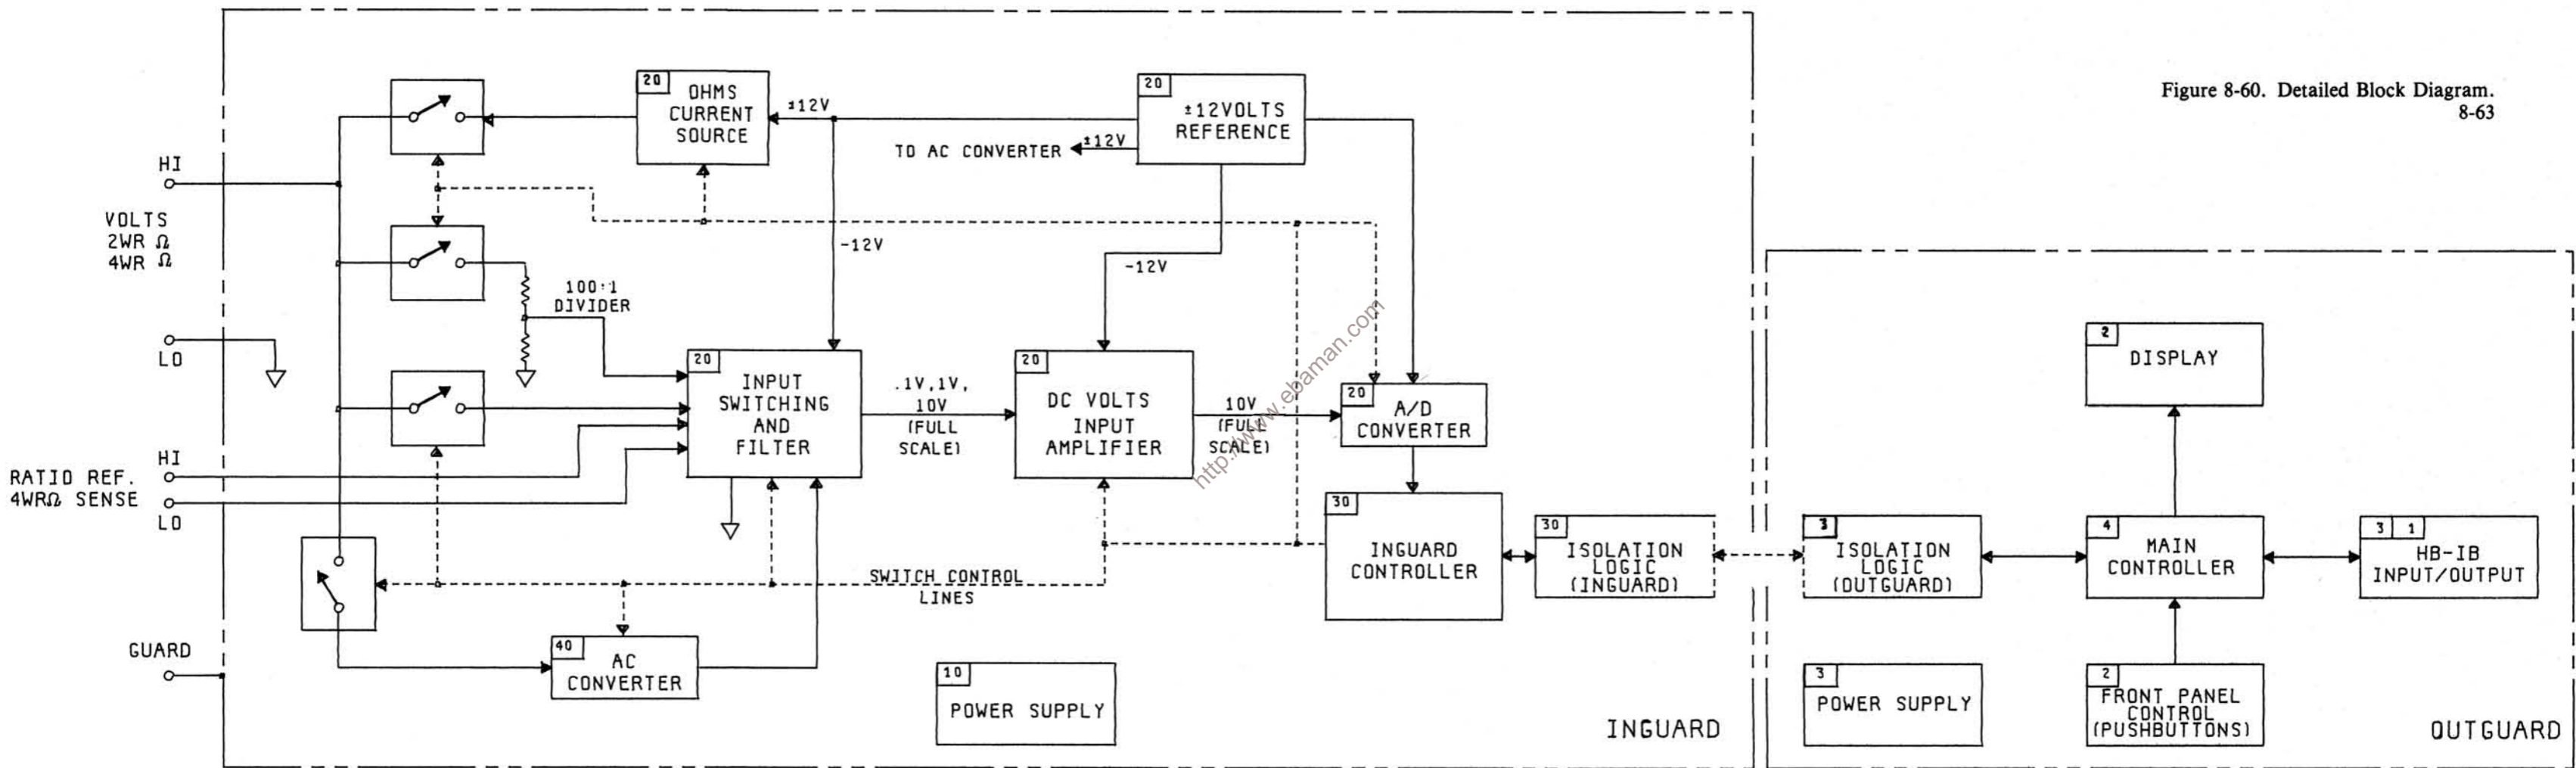 Figure 8-60. Detailed Block Diagram.
8-63
HI
VOLTS
2WR Ω
4WR Ω
LO
RATIO REF.
4WRΩ SENSE
HI
LO
GUARD
20
OHMS
CURRENT
SOURCE
±12V
20
±12VOLTS
REFERENCE
TO AC CONVERTER
±12V
-12V
-12V
100:1
DIVIDER
20
INPUT
SWITCHING
AND
FILTER
.1V,1V,
10V
(FULL
SCALE)
20
DC VOLTS
INPUT
AMPLIFIER
10V
(FULL
SCALE)
20
A/D
CONVERTER
http://www.ebaman.com
30
INGUARD
CONTROLLER
30
ISOLATION
LOGIC
(INGUARD)
SWITCH CONTROL
LINES
40
AC
CONVERTER
10
POWER SUPPLY
INGUARD
2
DISPLAY
3
ISOLATION
LOGIC
(OUTGUARD)
4
MAIN
CONTROLLER
3 1
HB-IB
INPUT/OUTPUT
3
POWER SUPPLY
2
FRONT PANEL
CONTROL
(PUSHBUTTONS)
OUTGUARD